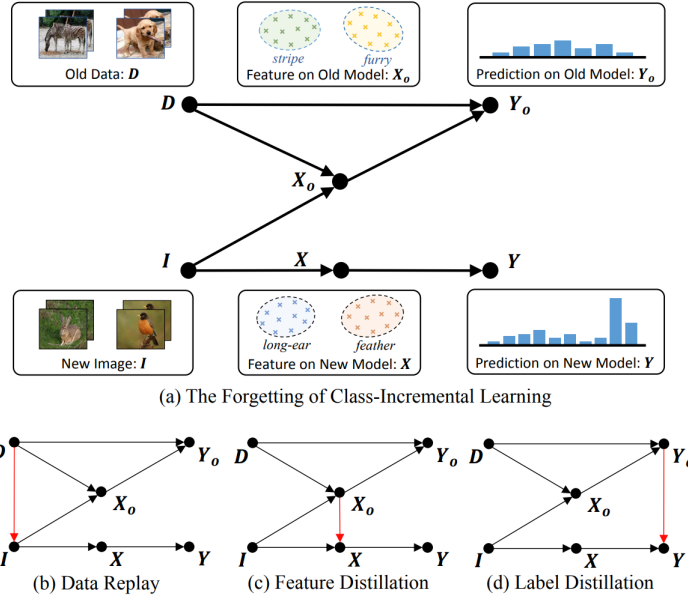 Old Data: D
stripe furry
Feature on Old Model: Xₒ
Prediction on Old Model: Yₒ
D Yₒ
Xₒ
I X Y
New Image: I
long-ear feather
Feature on New Model: X
Prediction on New Model: Y
(a) The Forgetting of Class-Incremental Learning
D Yₒ
Xₒ
I X Y
(b) Data Replay
D Yₒ
Xₒ
I X Y
(c) Feature Distillation
D Yₒ
Xₒ
I X Y
(d) Label Distillation